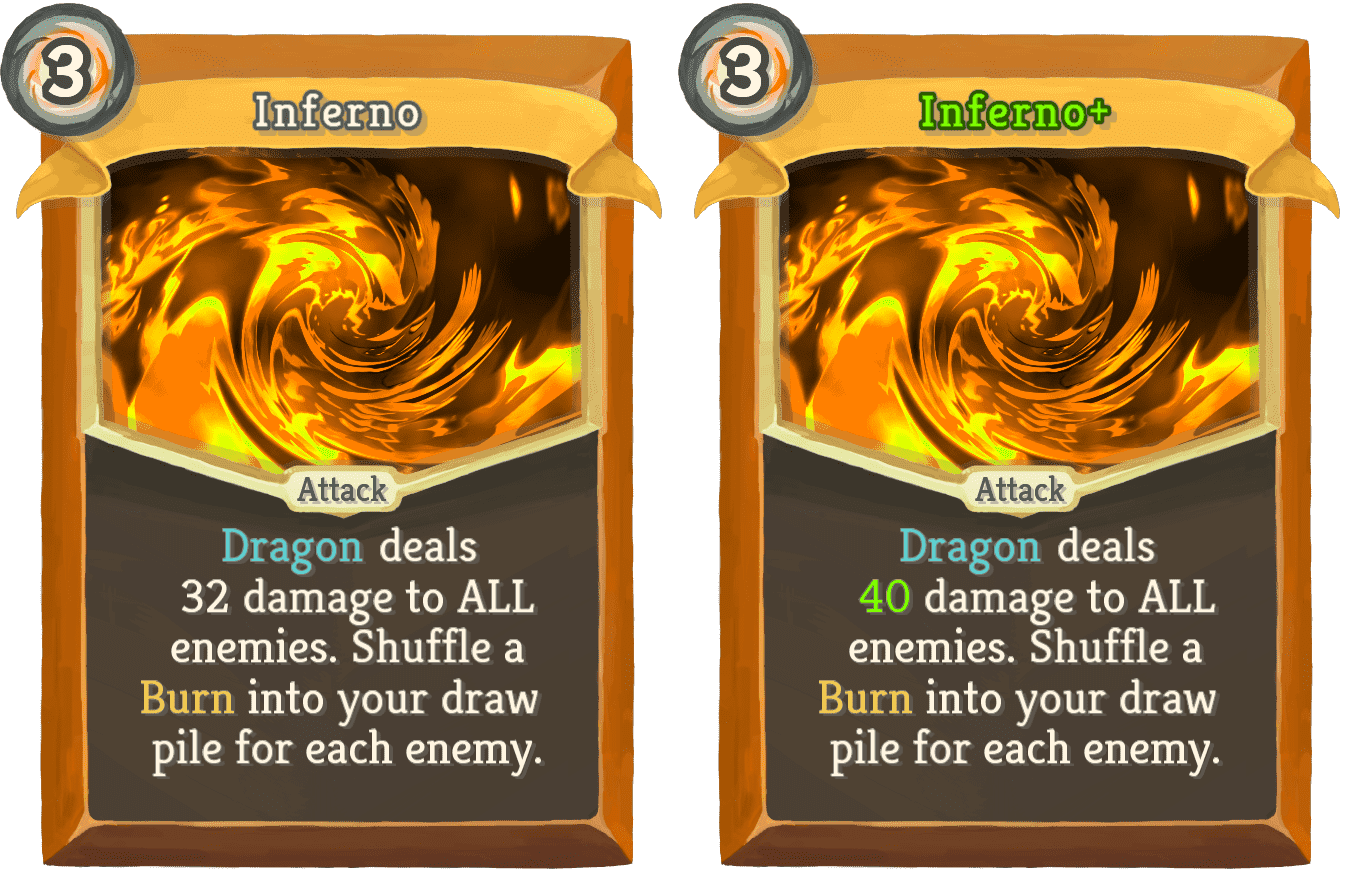 3
Inferno
Attack
Dragon deals
32 damage to ALL
enemies. Shuffle a
Burn into your draw
pile for each enemy.
3
Inferno+
Attack
Dragon deals
40 damage to ALL
enemies. Shuffle a
Burn into your draw
pile for each enemy.